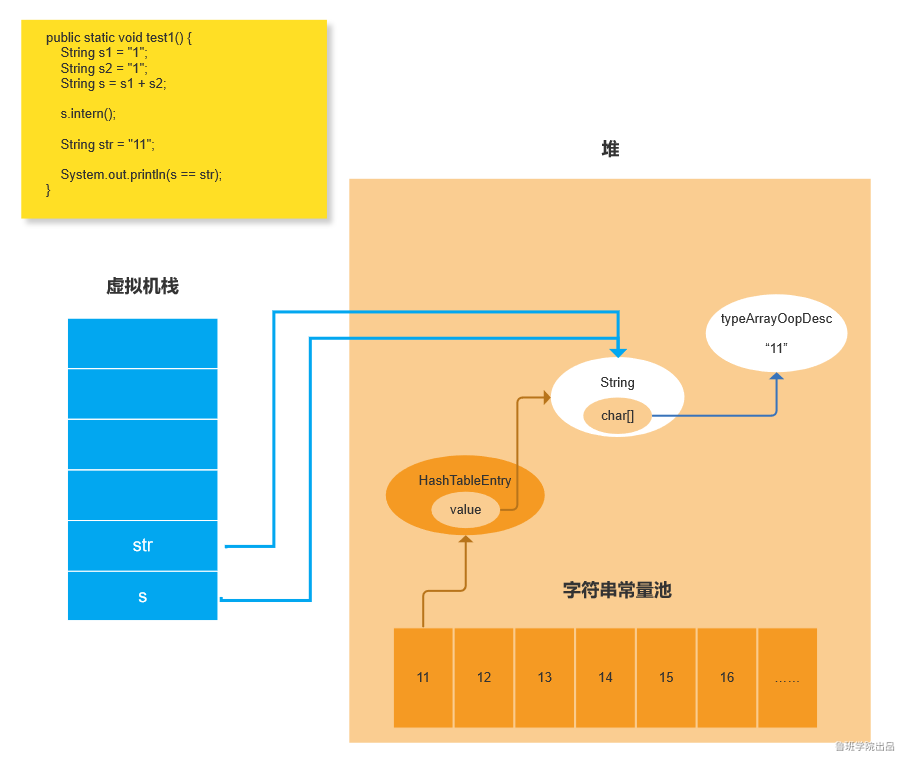 public static void test1() {
String s1 = "1";
String s2 = "1";
String s = s1 + s2;
s.intern();
String str = "11";
System.out.println(s == str);
}
堆
虚拟机栈
typeArrayOopDesc
“11”
String
char[]
HashTableEntry
value
str
s
字符串常量池
11 12 13 14 15 16 ……
鲁班学院出品